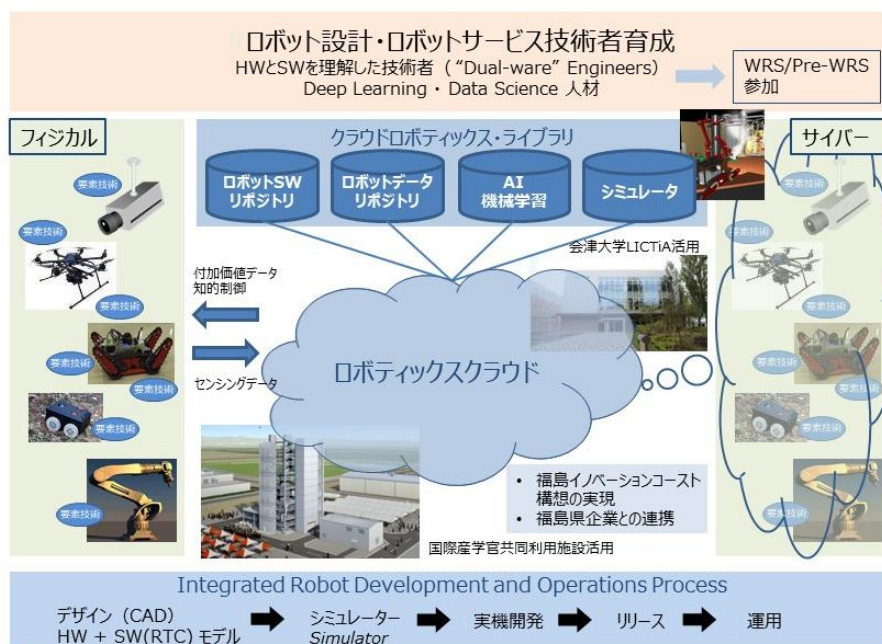 ロボット設計・ロボットサービス技術者育成
HWとSWを理解した技術者（ “Dual-ware” Engineers）
Deep Learning ・ Data Science 人材
WRS/Pre-WRS
参加
フィジカル
クラウドロボティックス・ライブラリ
サイバー
ロボットSW
リポジトリ
ロボットデータ
リポジトリ
AI
機械学習
シミュレータ
要素技術
要素技術
要素技術
要素技術
要素技術
要素技術
要素技術
会津大学LICTiA活用
付加価値データ
知的制御
センシングデータ
ロボティックスクラウド
要素技術
要素技術
要素技術
要素技術
要素技術
要素技術
要素技術
• 福島イノベーションコースト
構想の実現
• 福島県企業との連携
国際産学官共同利用施設活用
Integrated Robot Development and Operations Process
デザイン（CAD）
HW + SW(RTC) モデル
シミュレーター
Simulator
実機開発
リリース
運用